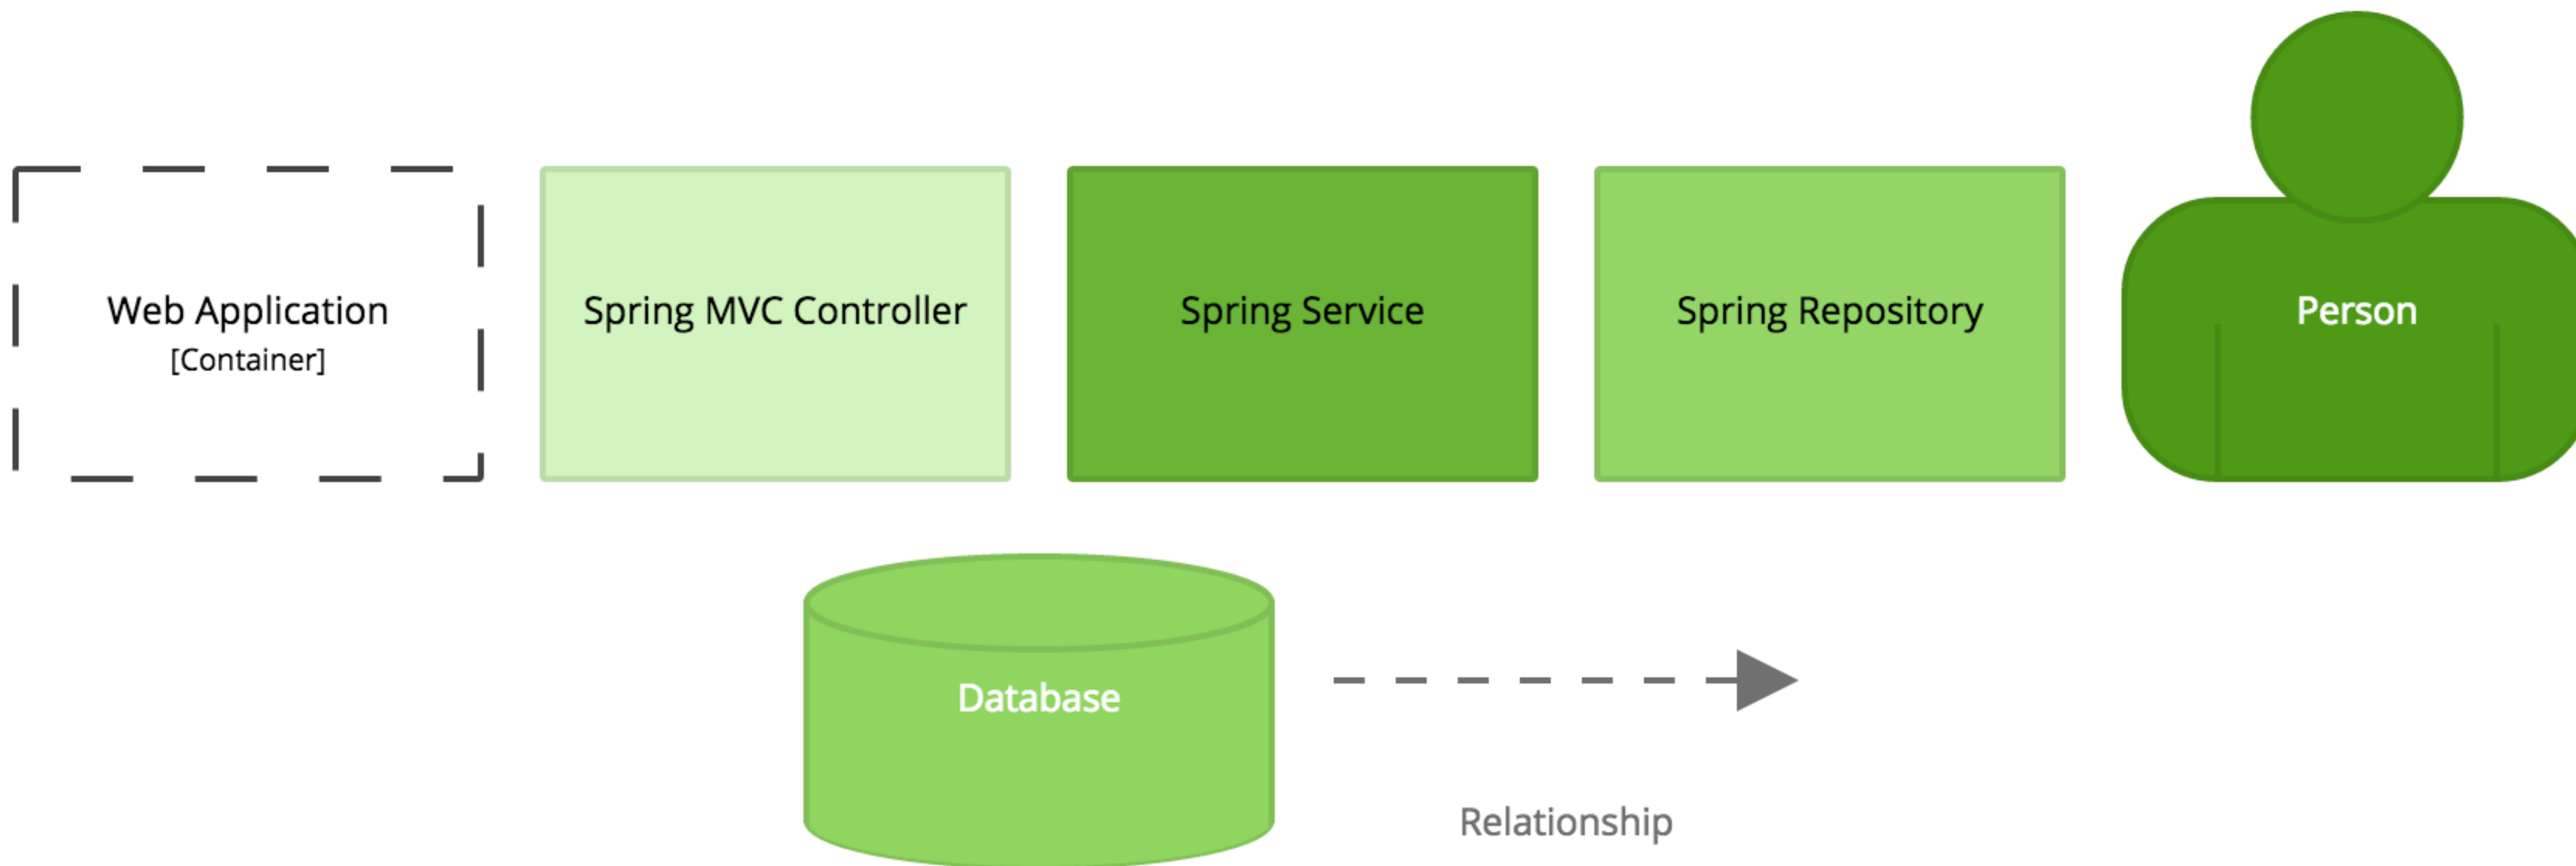 Web Application
[Container]
Spring MVC Controller
Spring Service
Spring Repository
Person
Database
Relationship